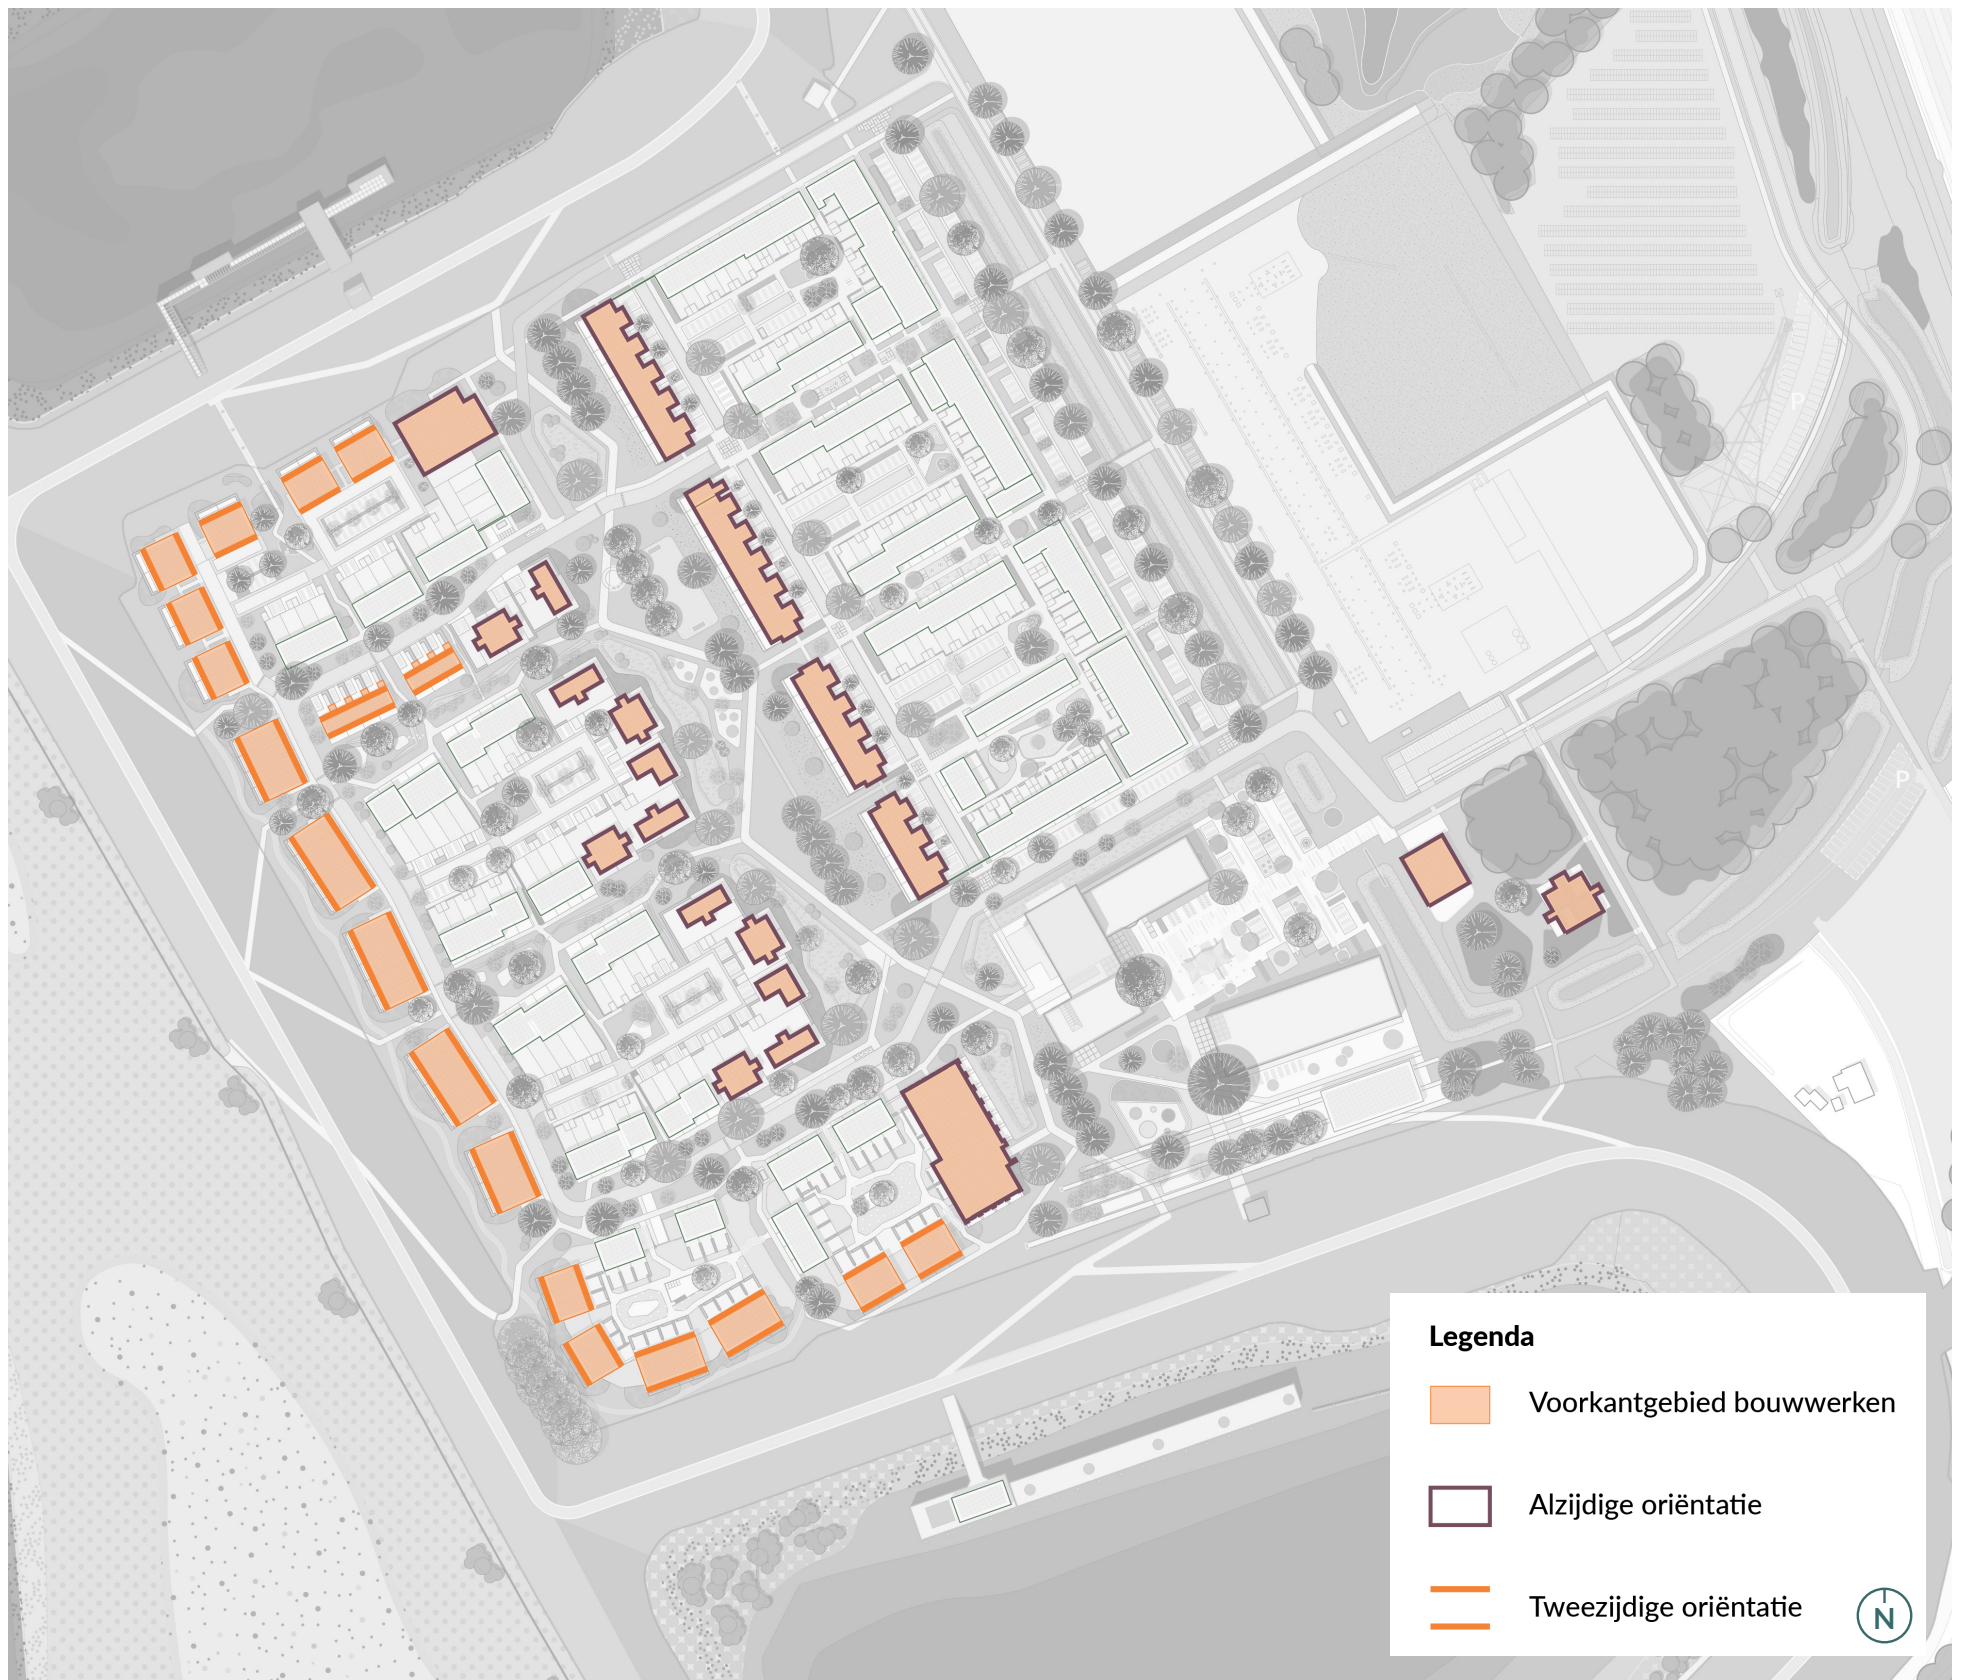 P
P
Legenda
Voorkantgebied bouwwerken
Alzijdige oriëntatie
Tweezijdige oriëntatie
N